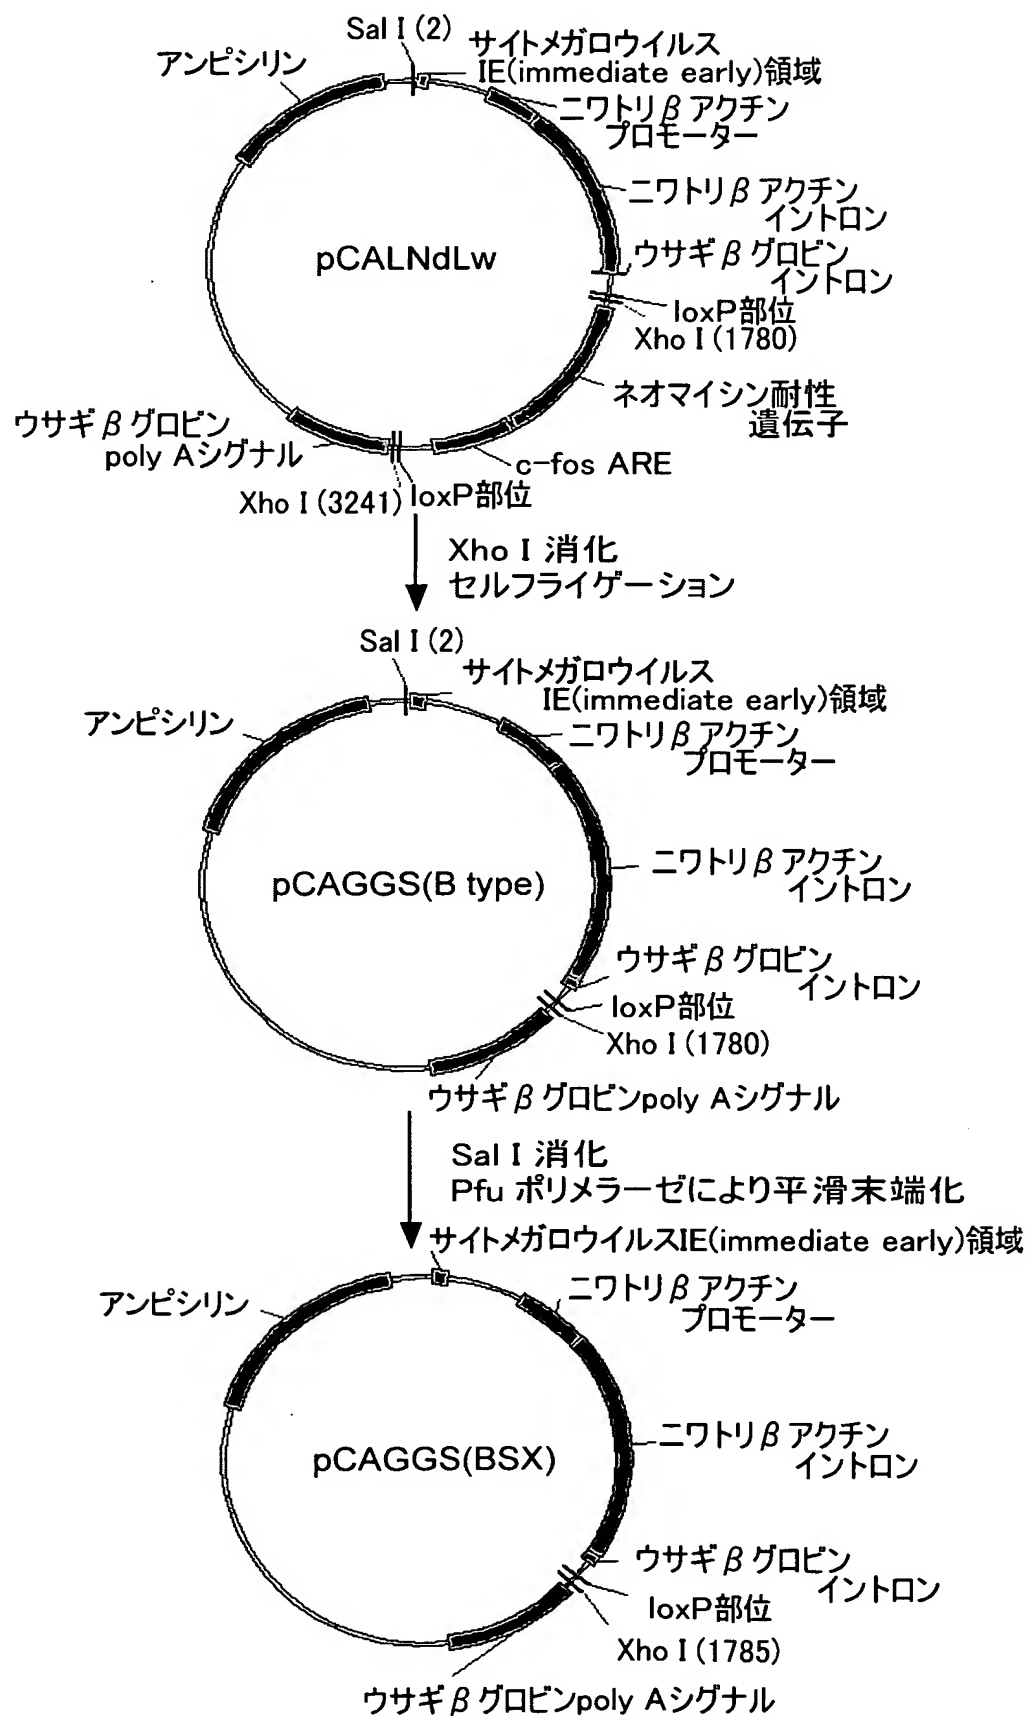 Sal I (2)
サイトメガロウイルス
IE(immediate early)領域
アンピシリン
ニワトリβアクチン
プロモーター
ニワトリβアクチン
イントロン
pCALNdLw
ウサギβグロビン
イントロン
loxP部位
Xho I (1780)
ネオマイシン耐性
遺伝子
ウサギβグロビン
poly Aシグナル
c-fos ARE
Xho I (3241)
loxP部位
Xho I 消化
セルフライゲーション
Sal I (2)
サイトメガロウイルス
IE(immediate early)領域
アンピシリン
ニワトリβアクチン
プロモーター
ニワトリβアクチン
イントロン
pCAGGS(B type)
ウサギβグロビン
イントロン
loxP部位
Xho I (1780)
ウサギβグロビンpoly Aシグナル
Sal I 消化
Pfu ポリメラーゼにより平滑末端化
サイトメガロウイルスIE(immediate early)領域
アンピシリン
ニワトリβアクチン
プロモーター
ニワトリβアクチン
イントロン
pCAGGS(BSX)
ウサギβグロビン
イントロン
loxP部位
Xho I (1785)
ウサギβグロビンpoly Aシグナル